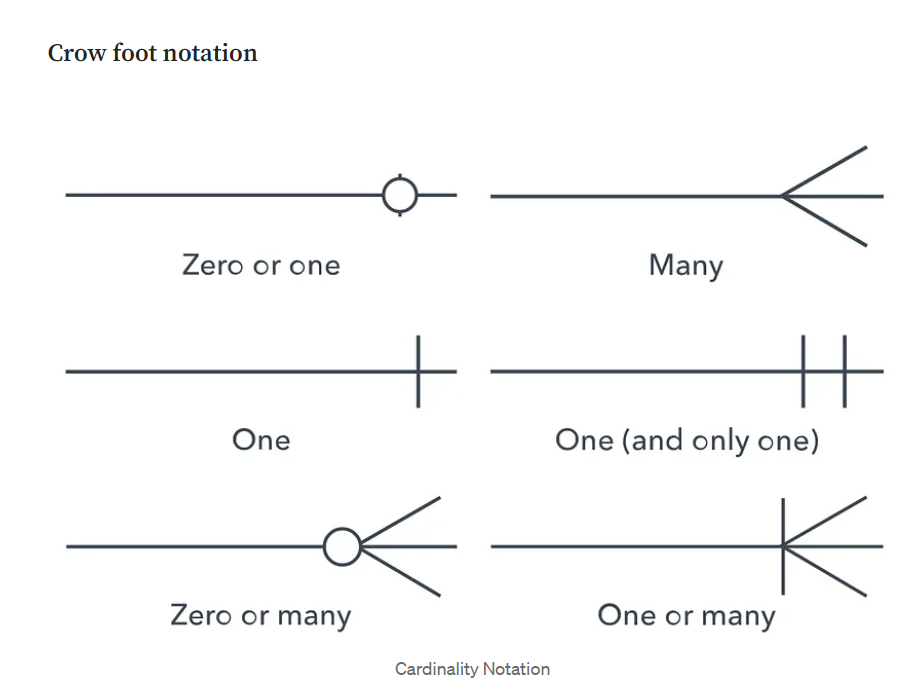 Crow foot notation
Zero or one
Many
One
One (and only one)
Zero or many
One or many
Cardinality Notation